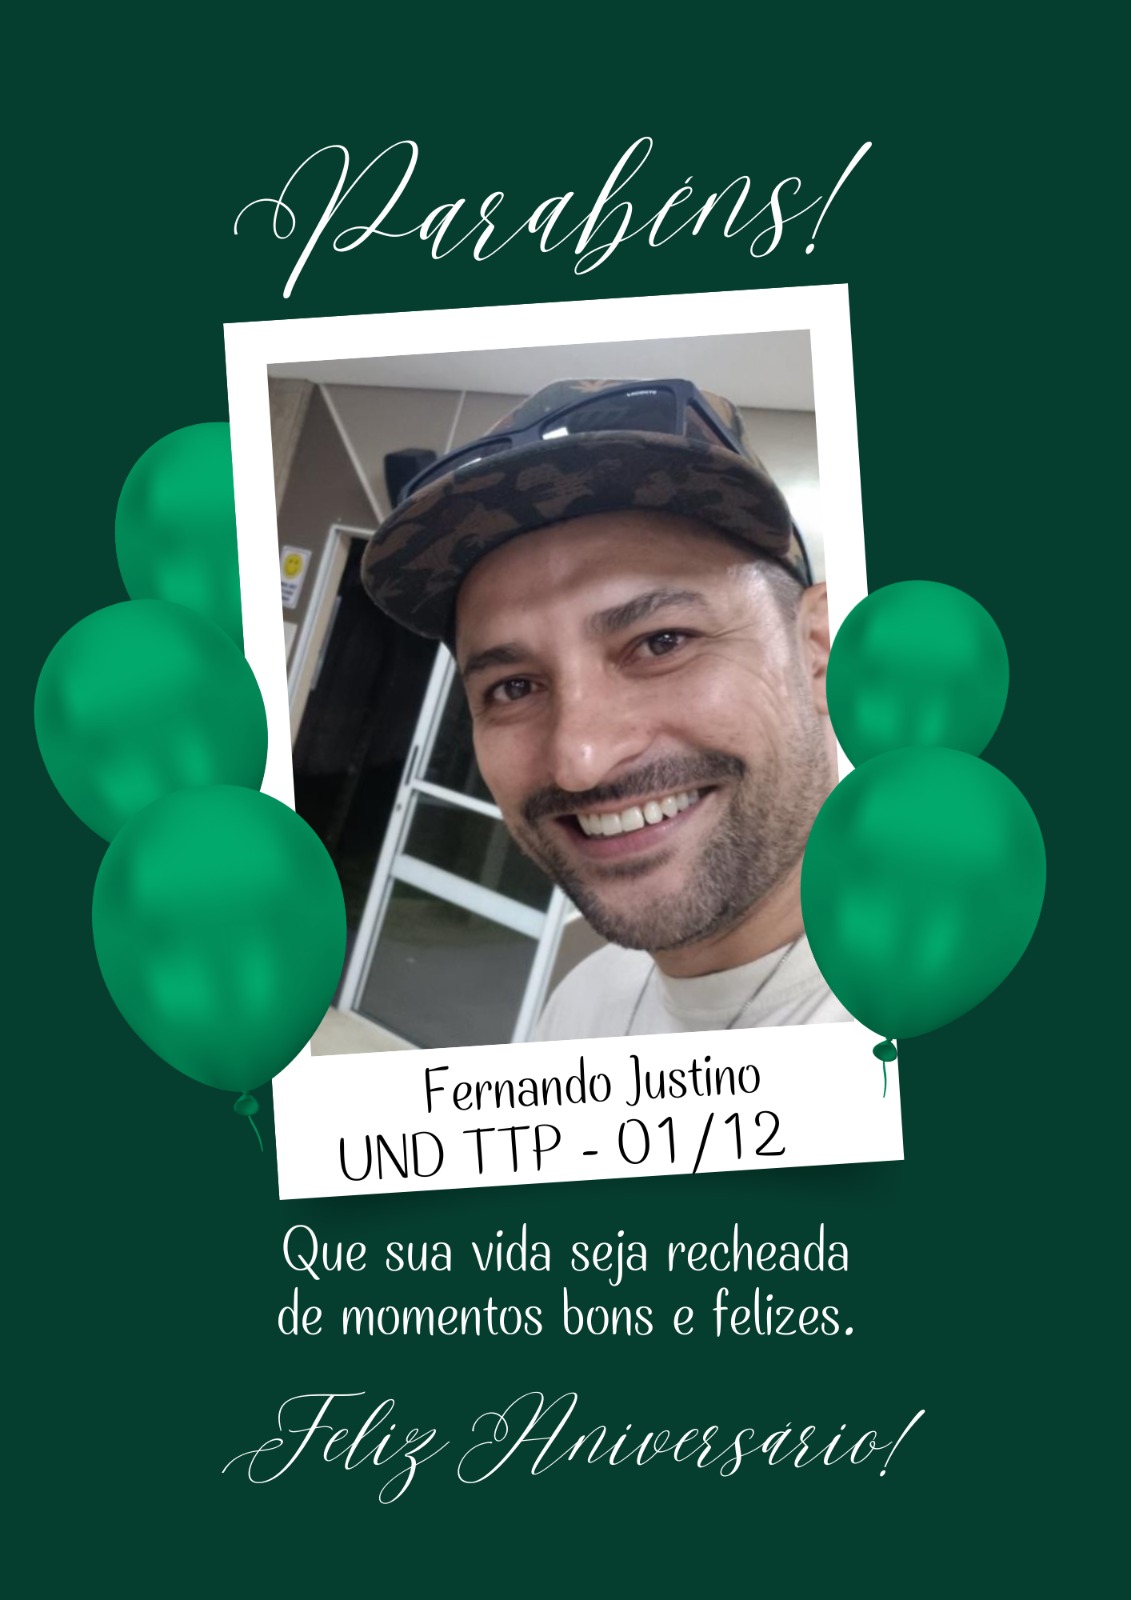 Parabéns!
Fernando Justino
UND TTP - 01/12
Que sua vida seja recheada
de momentos bons e felizes.
Feliz Aniversário!